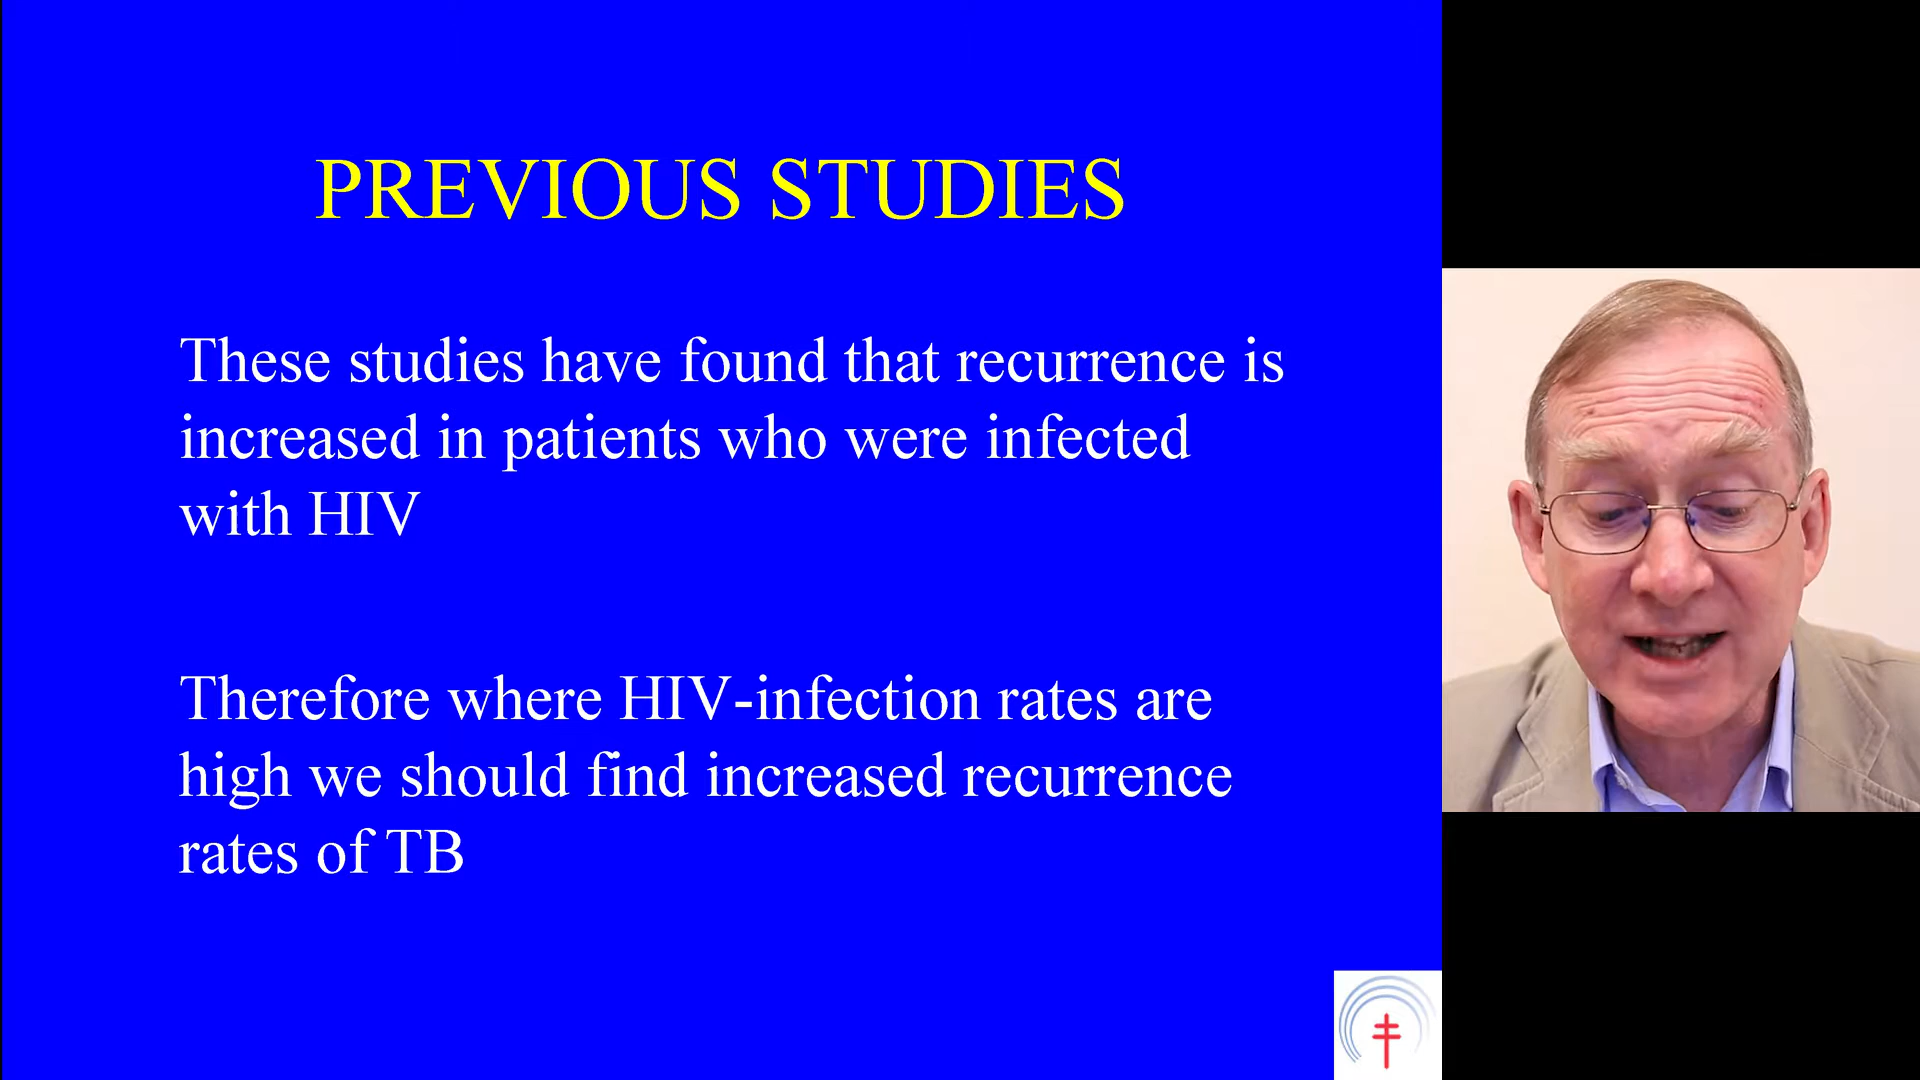 PREVIOUS STUDIES
These studies have found that recurrence is
increased in patients who were infected
with HIV
Therefore where HIV-infection rates are
high we should find increased recurrence
rates of TB